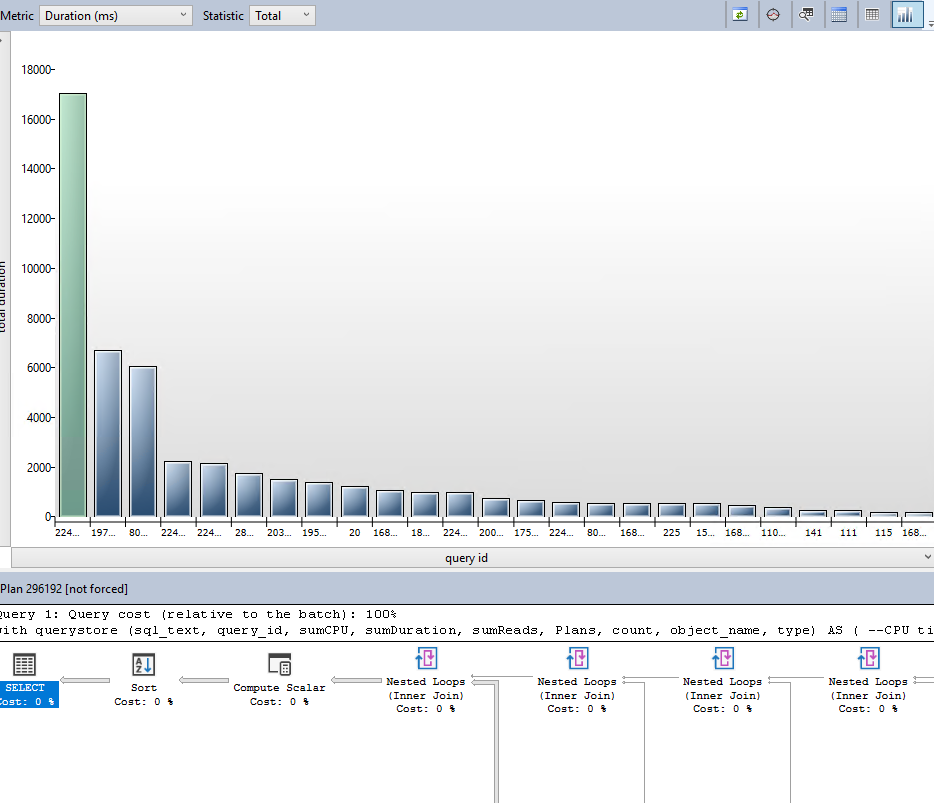 Metric Duration (ms) Statistic Total
18000
16000
14000
12000
10000
8000
6000
4000
2000
0
total duration
224... 197... 80... 224... 224... 28... 203... 195... 20 168... 18... 224... 200... 175... 224... 80... 168... 225 15... 168... 110... 141 111 115 168...
query id
Plan 296192 [not forced]
Query 1: Query cost (relative to the batch): 100%
with querystore (sql_text, query_id, sumCPU, sumDuration, sumReads, Plans, count, object_name, type) AS ( --CPU ti
SELECT
Cost: 0 %
Sort
Cost: 0 %
Compute Scalar
Cost: 0 %
Nested Loops
(Inner Join)
Cost: 0 %
Nested Loops
(Inner Join)
Cost: 0 %
Nested Loops
(Inner Join)
Cost: 0 %
Nested Loops
(Inner Join)
Cost: 0 %